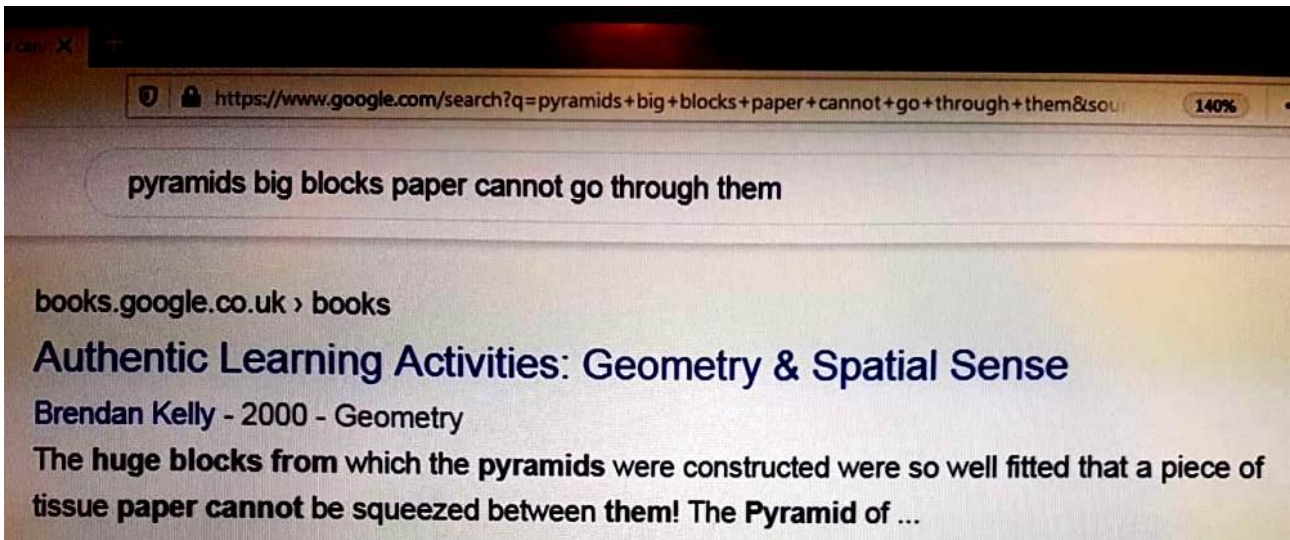 https://www.google.com/search?q=pyramids+big+blocks+paper+cannot+go+through+them&sou
140%
pyramids big blocks paper cannot go through them
books.google.co.uk › books
Authentic Learning Activities: Geometry & Spatial Sense
Brendan Kelly - 2000 - Geometry
The huge blocks from which the pyramids were constructed were so well fitted that a piece of
tissue paper cannot be squeezed between them! The Pyramid of ...